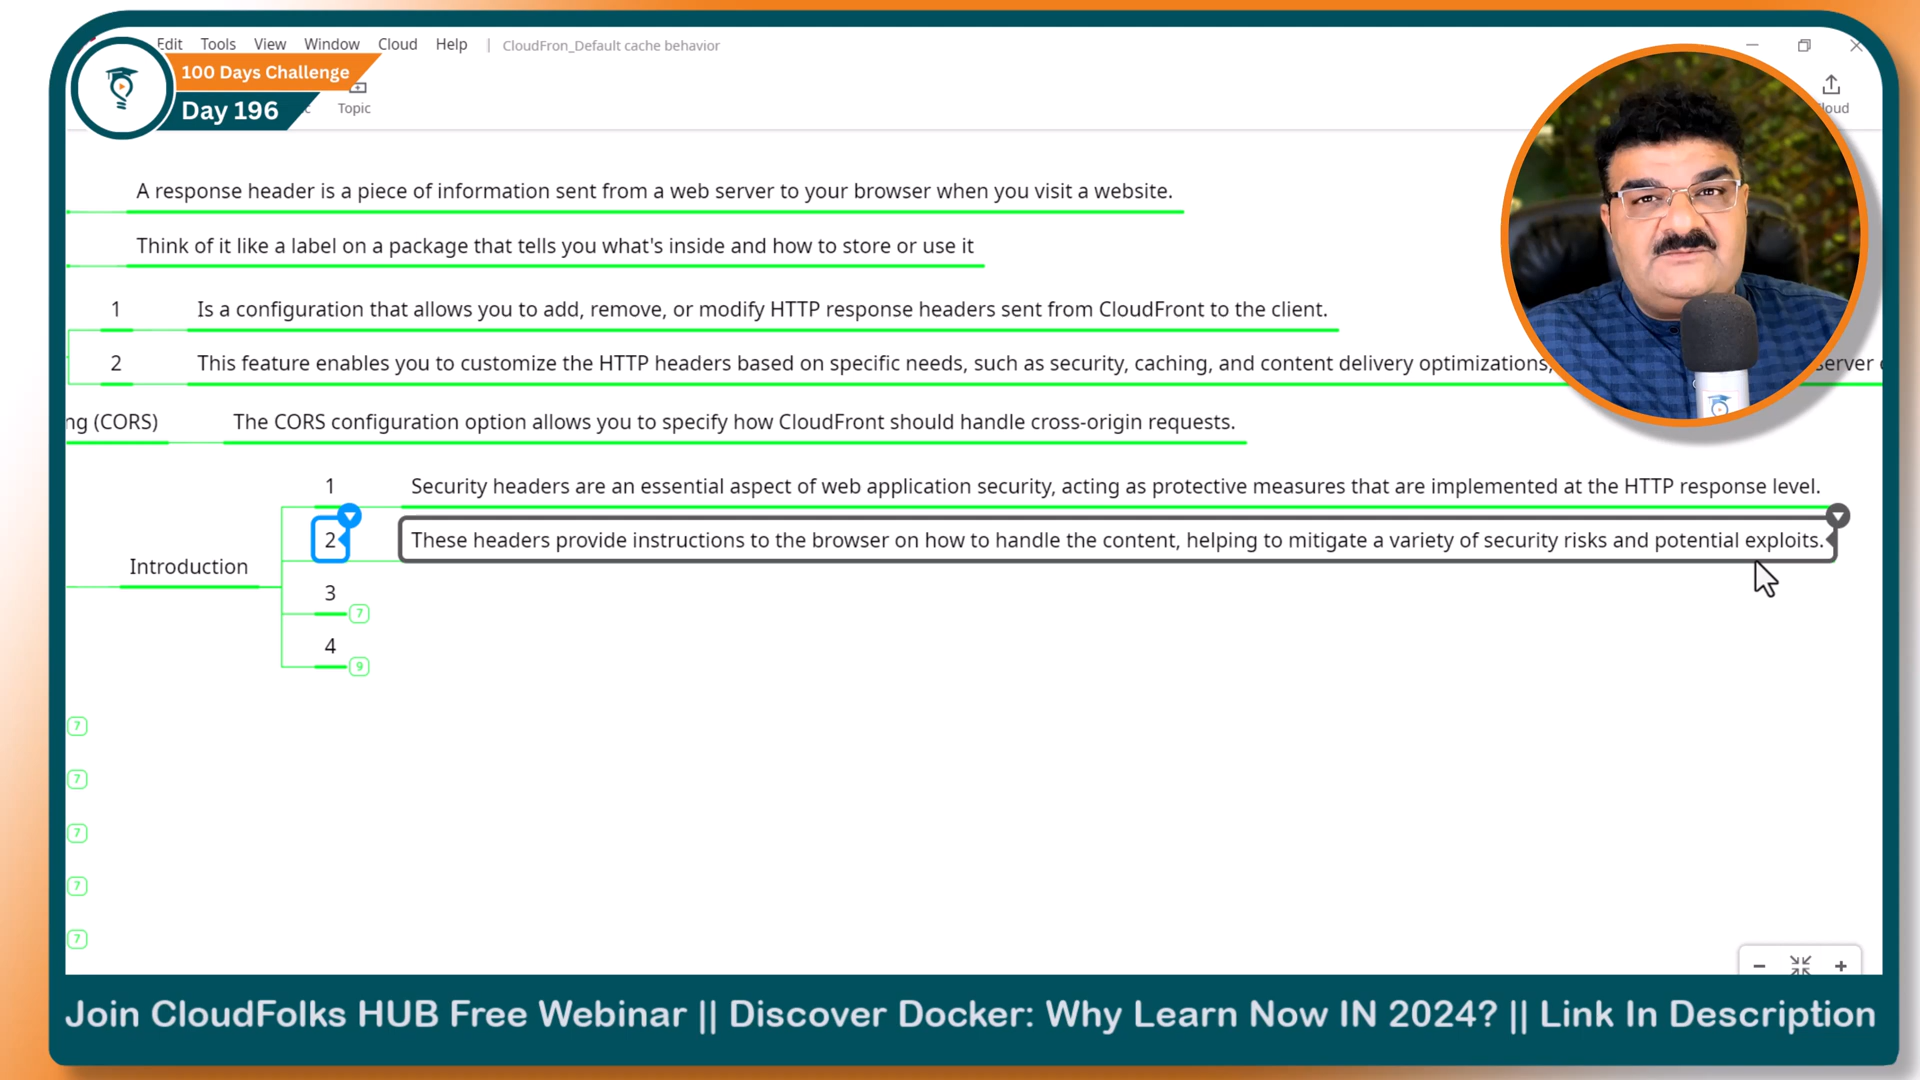 Edit Tools View Window Cloud Help | CloudFron_Default cache behavior
100 Days Challenge
Day 196
Topic
loud
A response header is a piece of information sent from a web server to your browser when you visit a website.
Think of it like a label on a package that tells you what's inside and how to store or use it
1 Is a configuration that allows you to add, remove, or modify HTTP response headers sent from CloudFront to the client.
2 This feature enables you to customize the HTTP headers based on specific needs, such as security, caching, and content delivery optimizations, server
ng (CORS) The CORS configuration option allows you to specify how CloudFront should handle cross-origin requests.
1 Security headers are an essential aspect of web application security, acting as protective measures that are implemented at the HTTP response level.
2 These headers provide instructions to the browser on how to handle the content, helping to mitigate a variety of security risks and potential exploits.
Introduction
3 7
4 9
7
7
7
7
7
Join CloudFolks HUB Free Webinar || Discover Docker: Why Learn Now IN 2024? || Link In Description